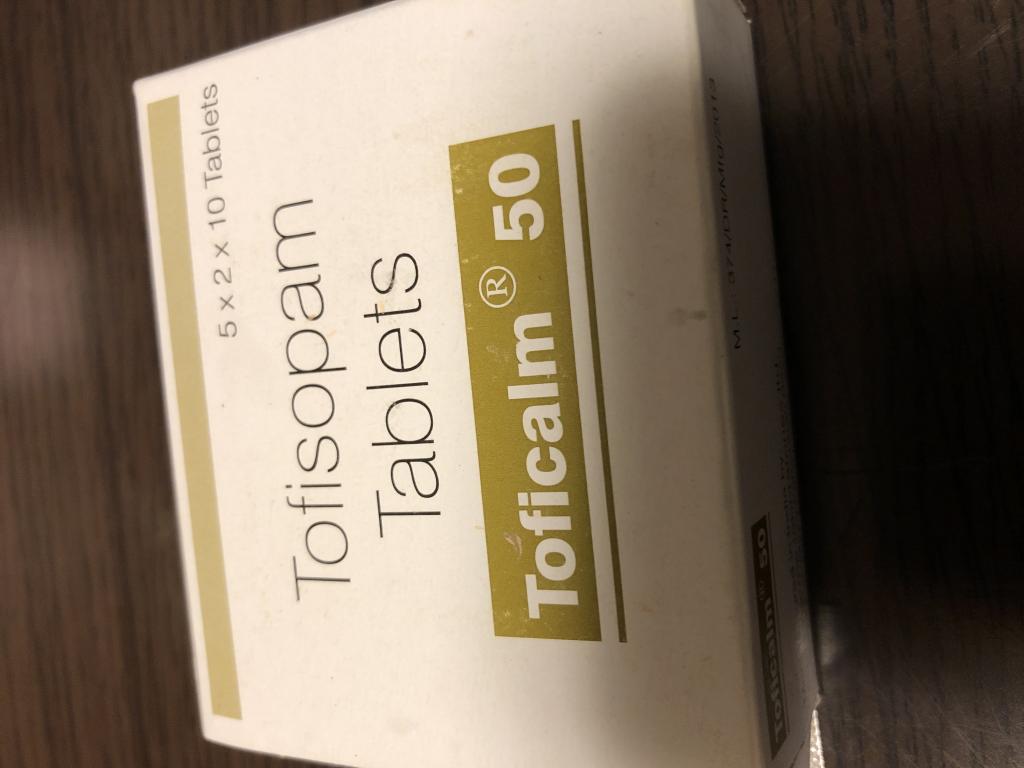 5 x 2 x 10 Tablets
Tofisopam
Tablets
Toficalm® 50
Toficalm® 50